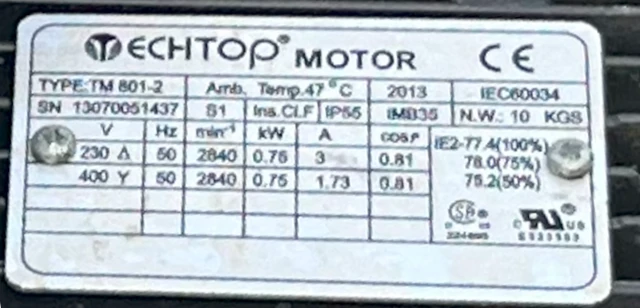 TECHTOP® MOTOR CE
TYPE:TM 801-2 Amb. Temp.47°C 2013 IEC60034
SN 13070051437 S1 Ins.Cl.F IP55 IMB35 N.W.: 10 KGS
V Hz min⁻¹ kW A cosφ IE2-77.4(100%)
230 Δ 50 2840 0.75 3 0.81 78.0(75%)
400 Y 50 2840 0.75 1.73 0.81 75.2(50%)